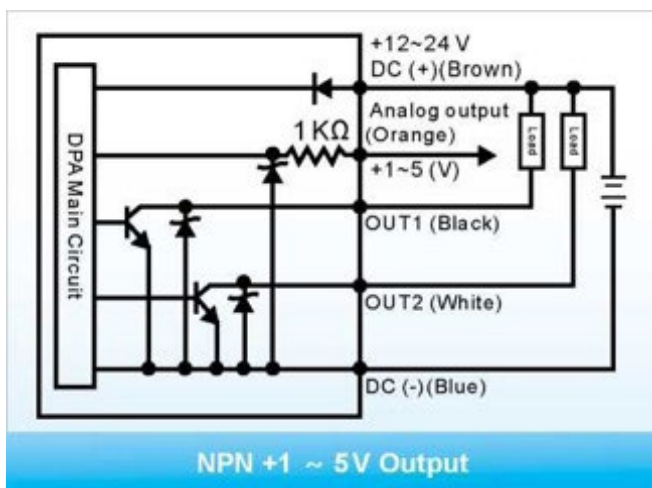 +12~24 V
DC (+)(Brown)
Analog output
(Orange)
1 KΩ
+1~5 (V)
Load
Load
DPA Main Circuit
OUT1 (Black)
OUT2 (White)
DC (-)(Blue)
NPN +1 ~ 5V Output